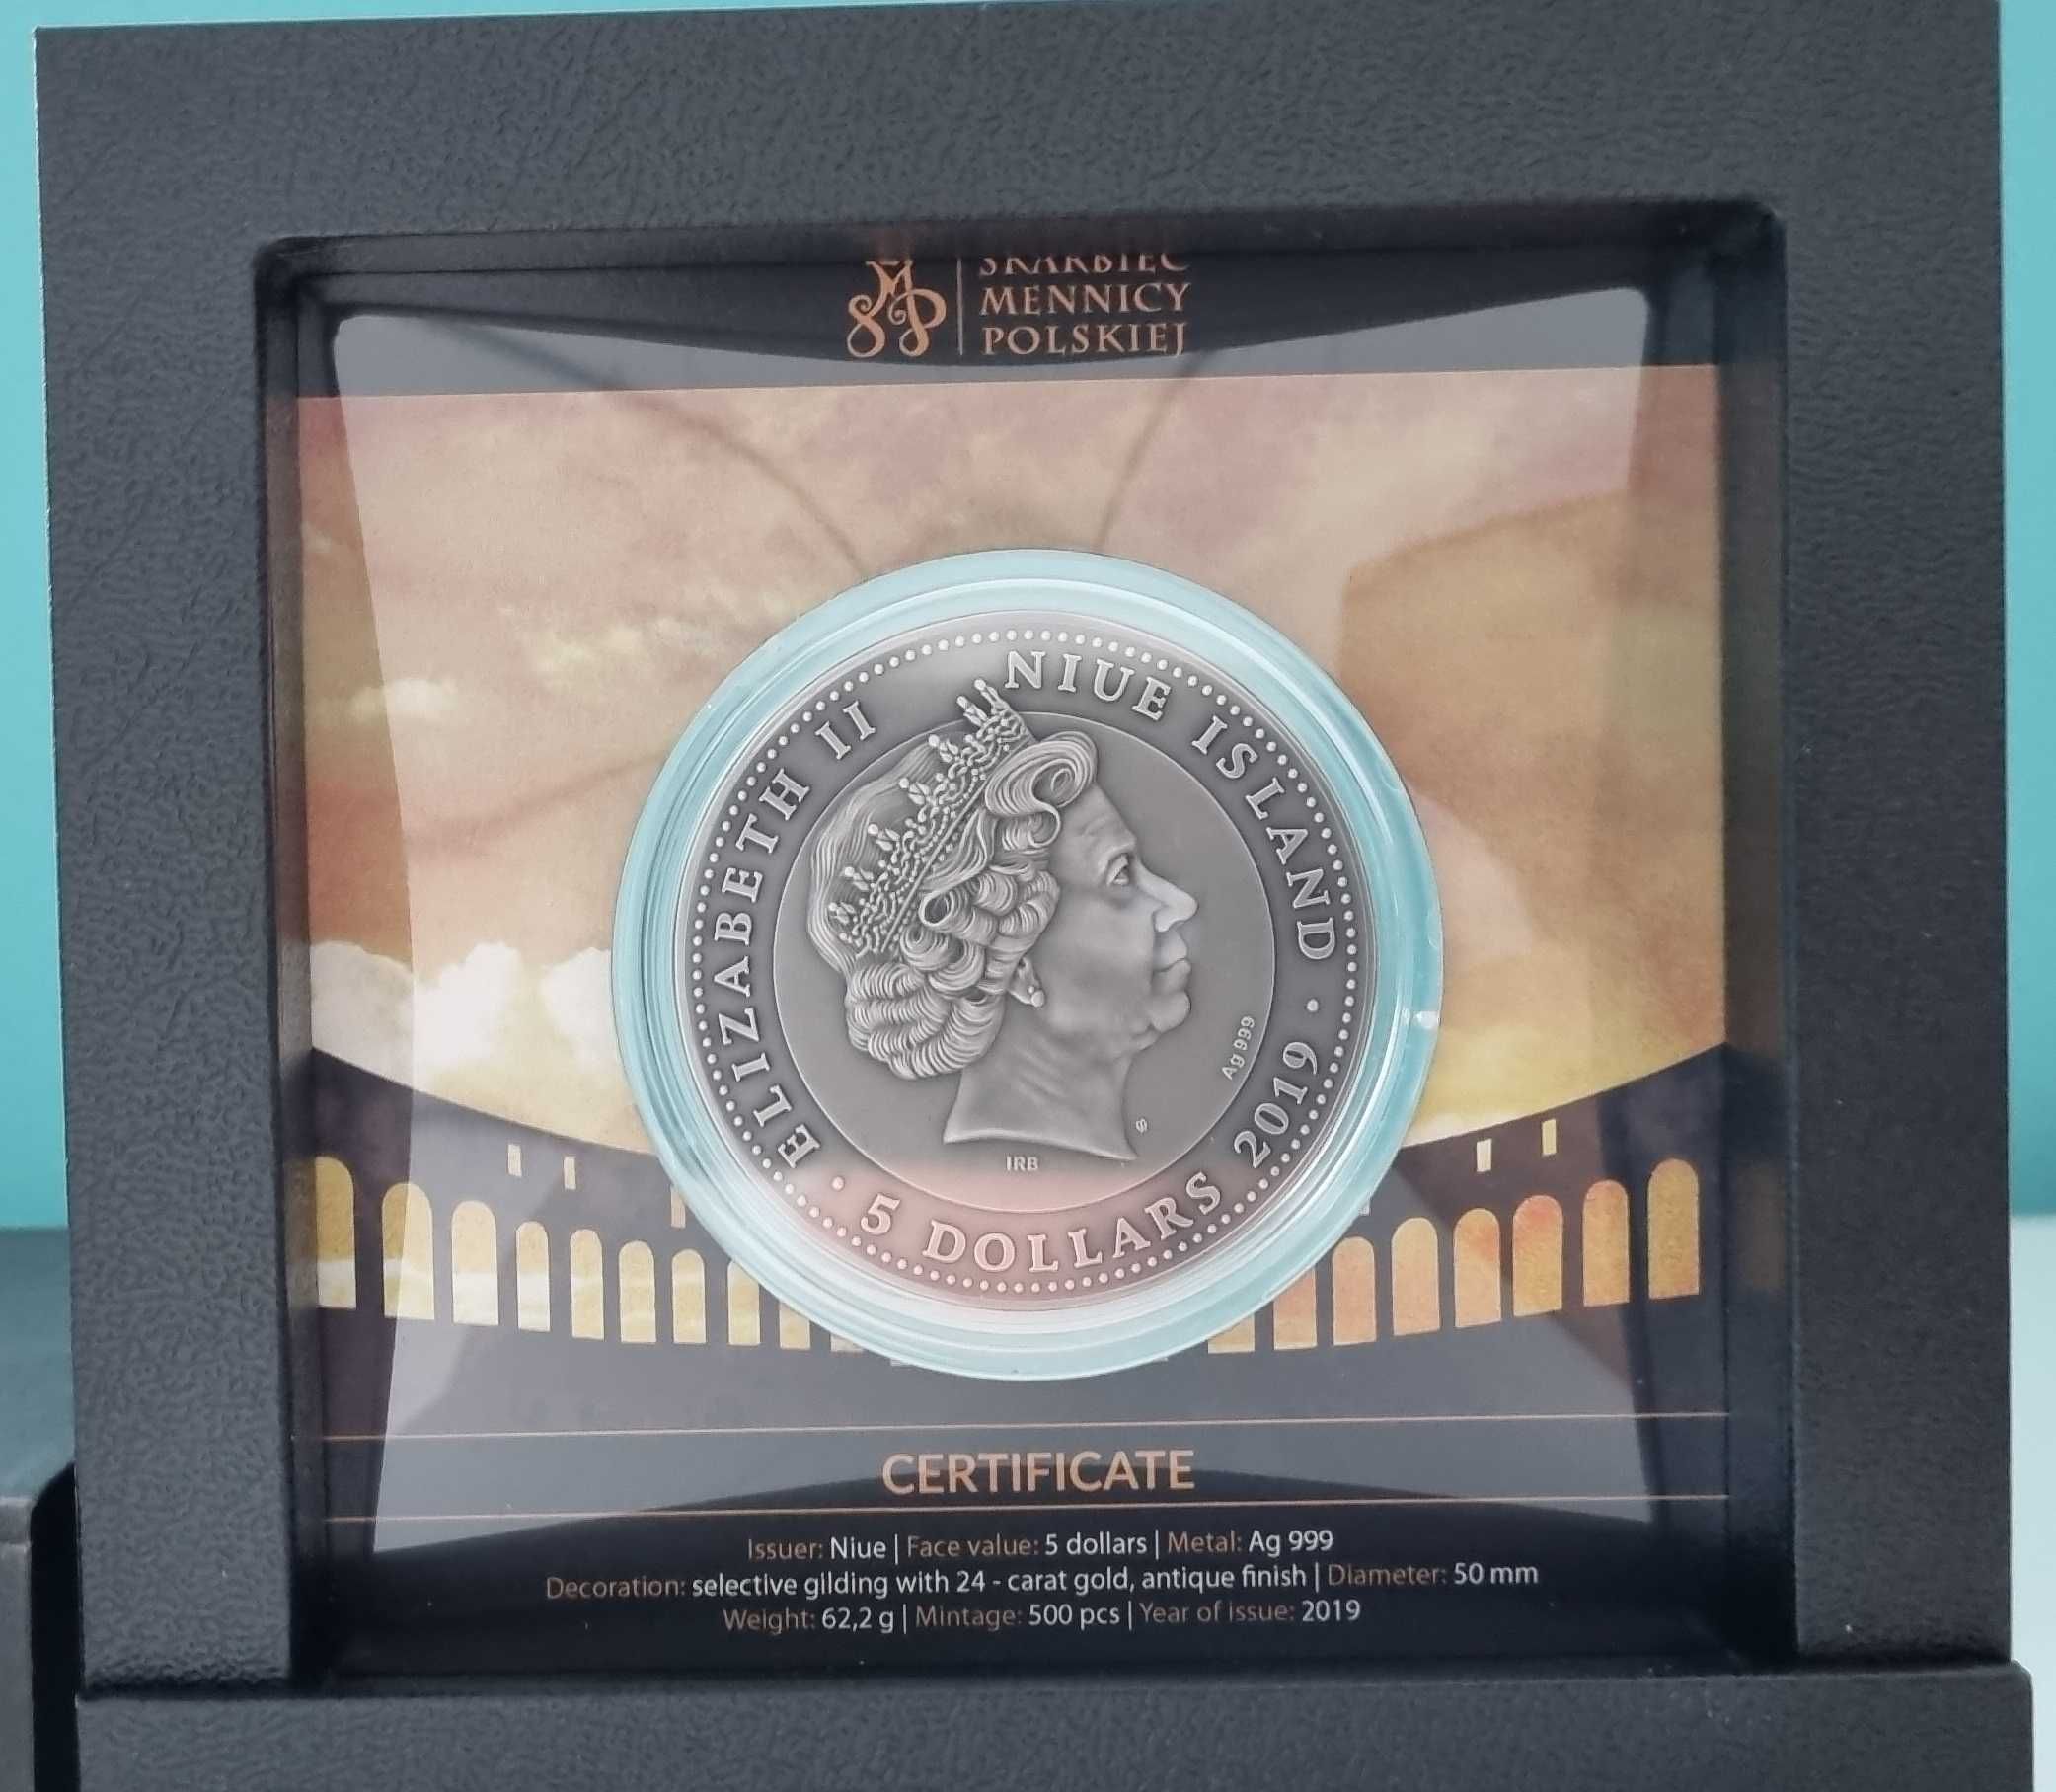 SKARBIEC
MENNICY
POLSKIEJ
ELIZABETH II NIUE ISLAND · 2019
· 5 DOLLARS
Ag 999
IRB
CERTIFICATE
Issuer: Niue | Face value: 5 dollars | Metal: Ag 999
Decoration: selective gilding with 24 - carat gold, antique finish | Diameter: 50 mm
Weight: 62,2 g | Mintage: 500 pcs | Year of issue: 2019